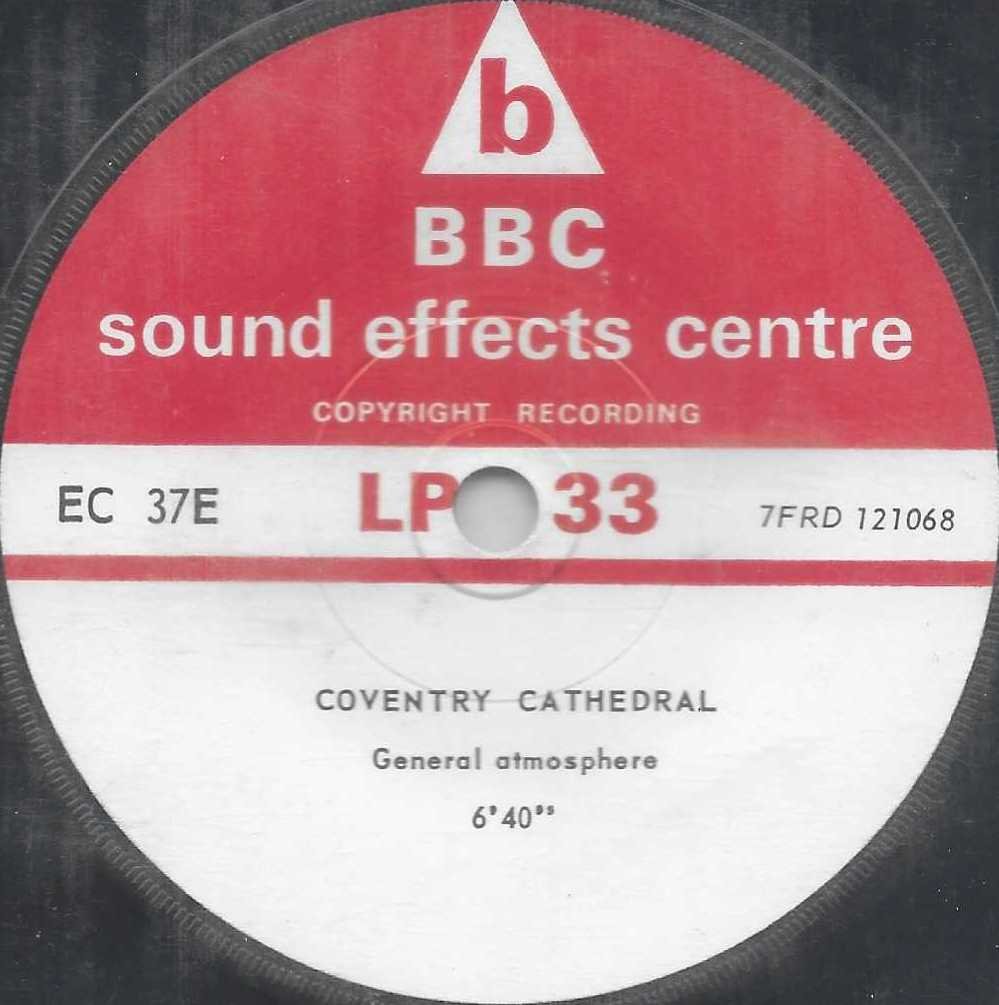 b
BBC
sound effects centre
COPYRIGHT RECORDING
EC 37E LP 33 7FRD 121068
COVENTRY CATHEDRAL
General atmosphere
6'40"